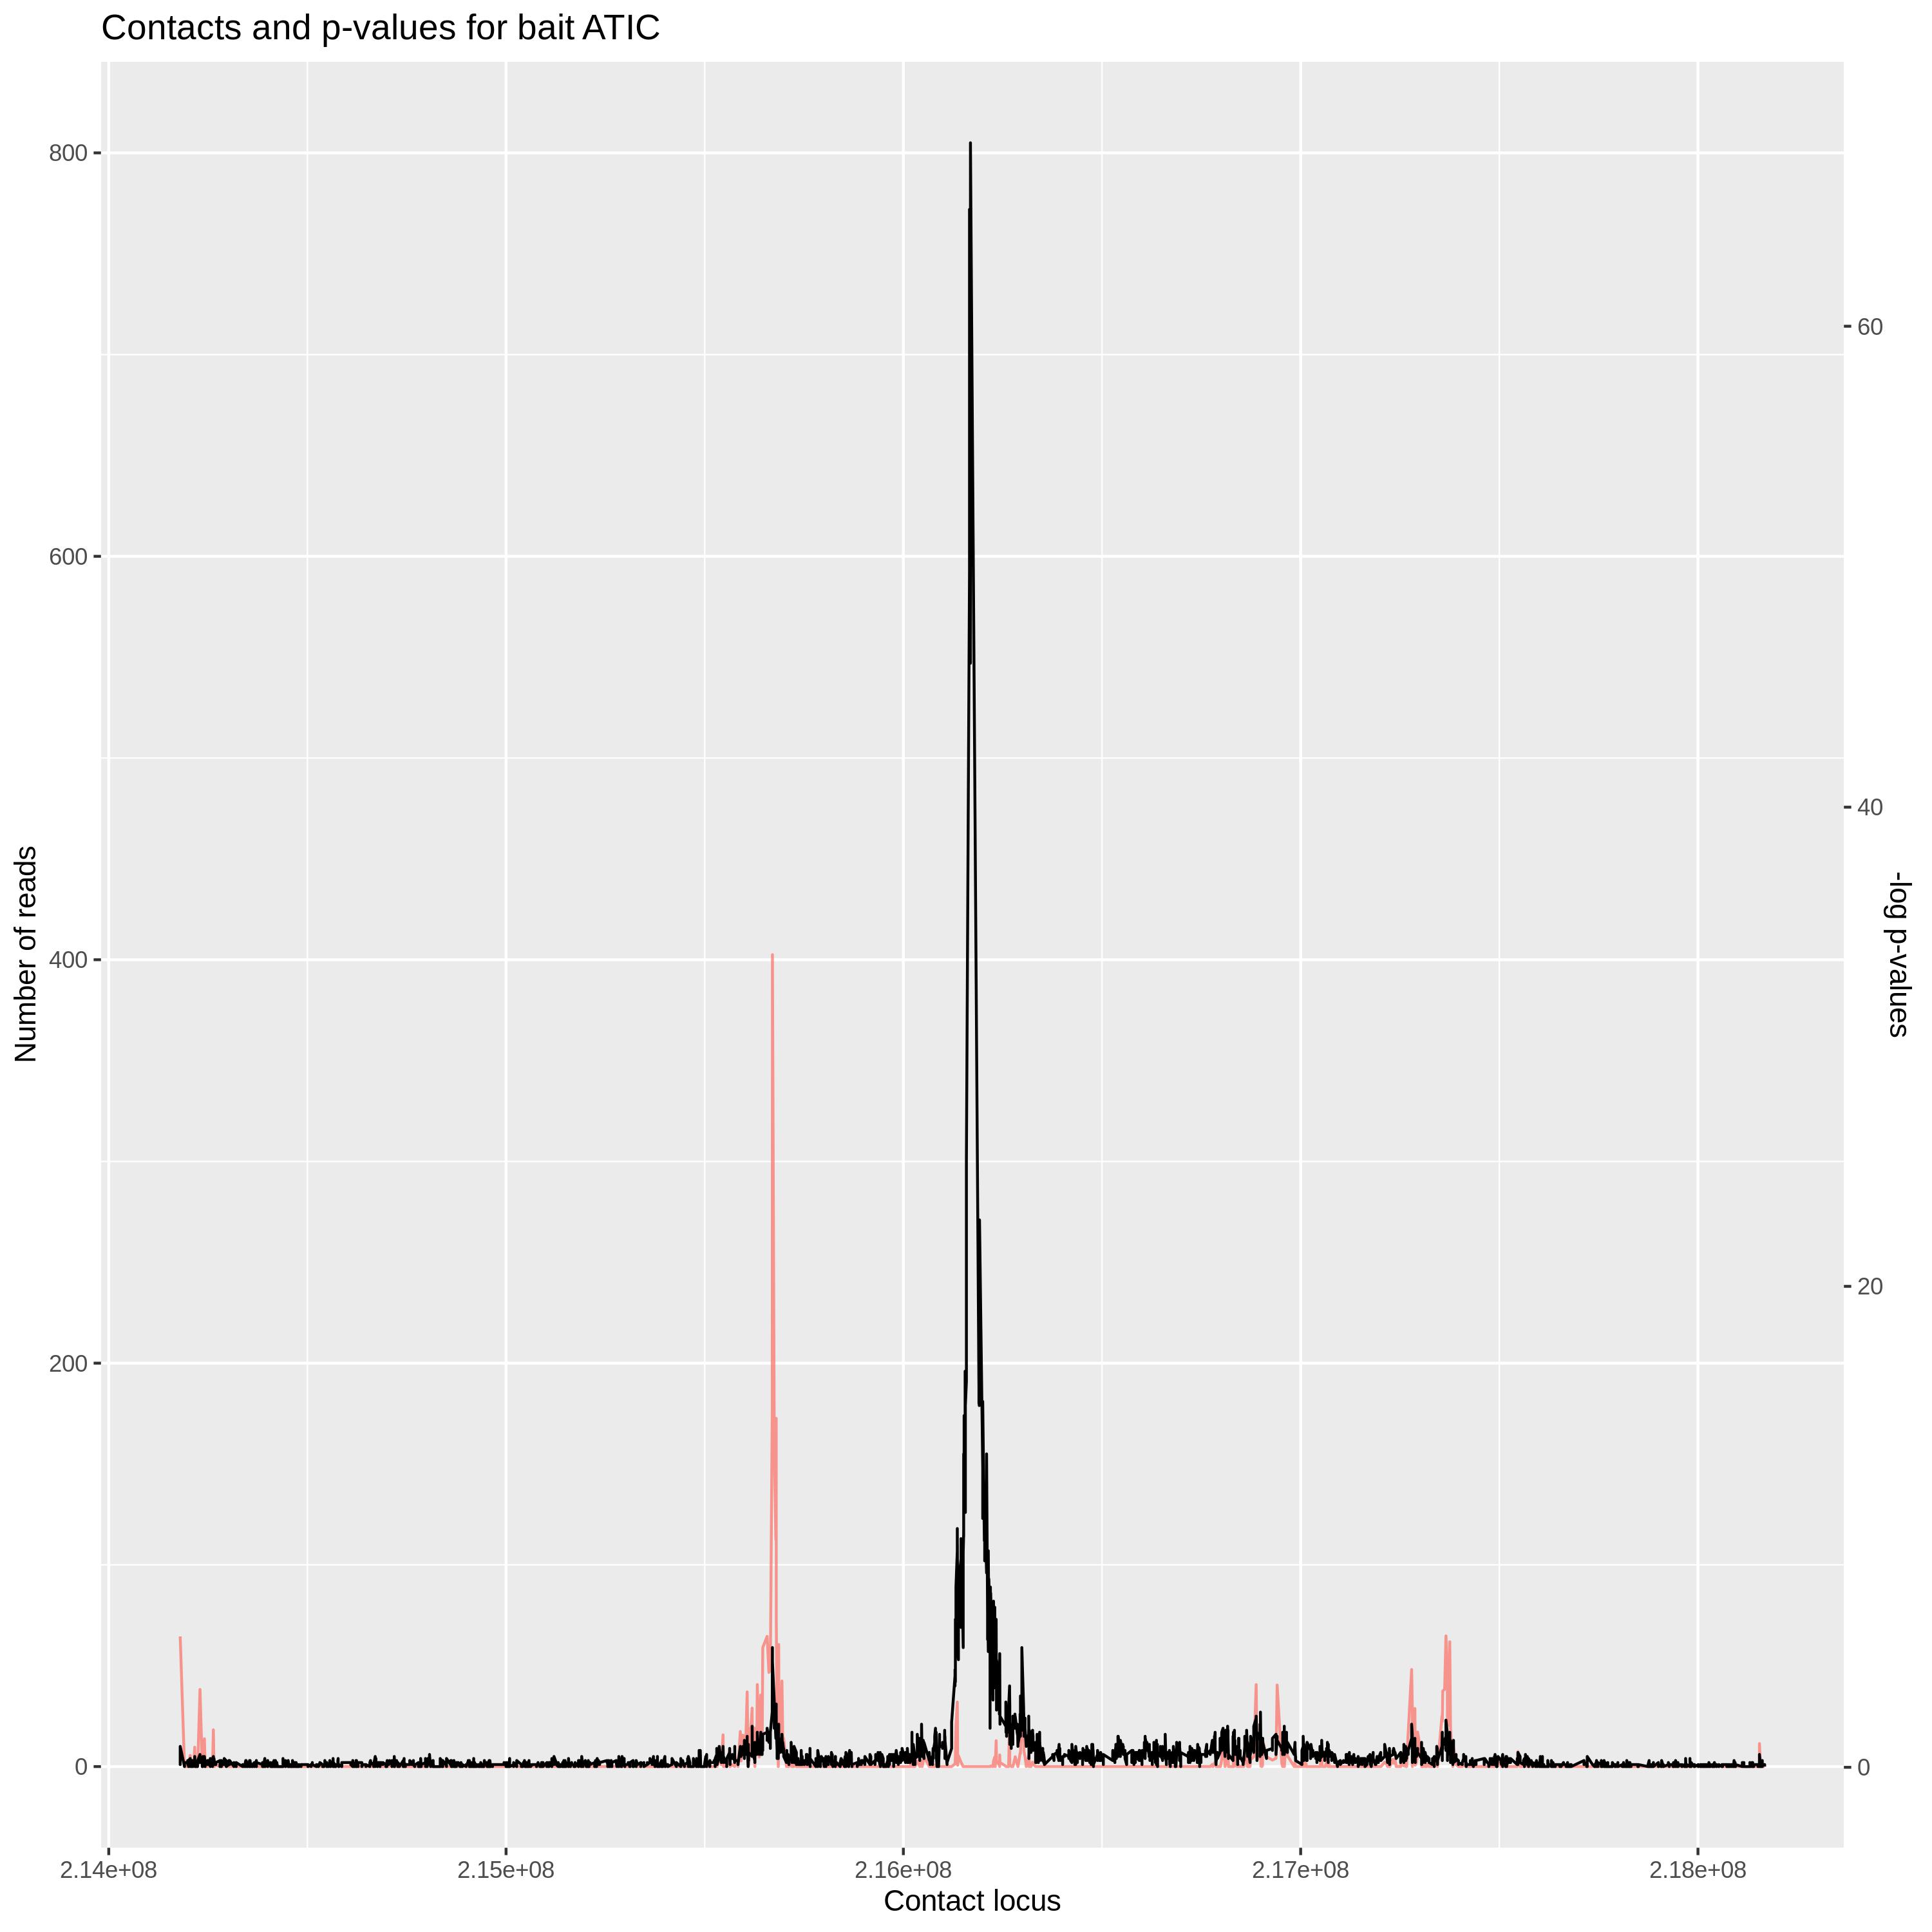 Contacts and p-values for bait ATIC
800
600
400
200
0
Number of reads
60
40
20
0
-log p-values
2.14e+08
2.15e+08
2.16e+08
2.17e+08
2.18e+08
Contact locus